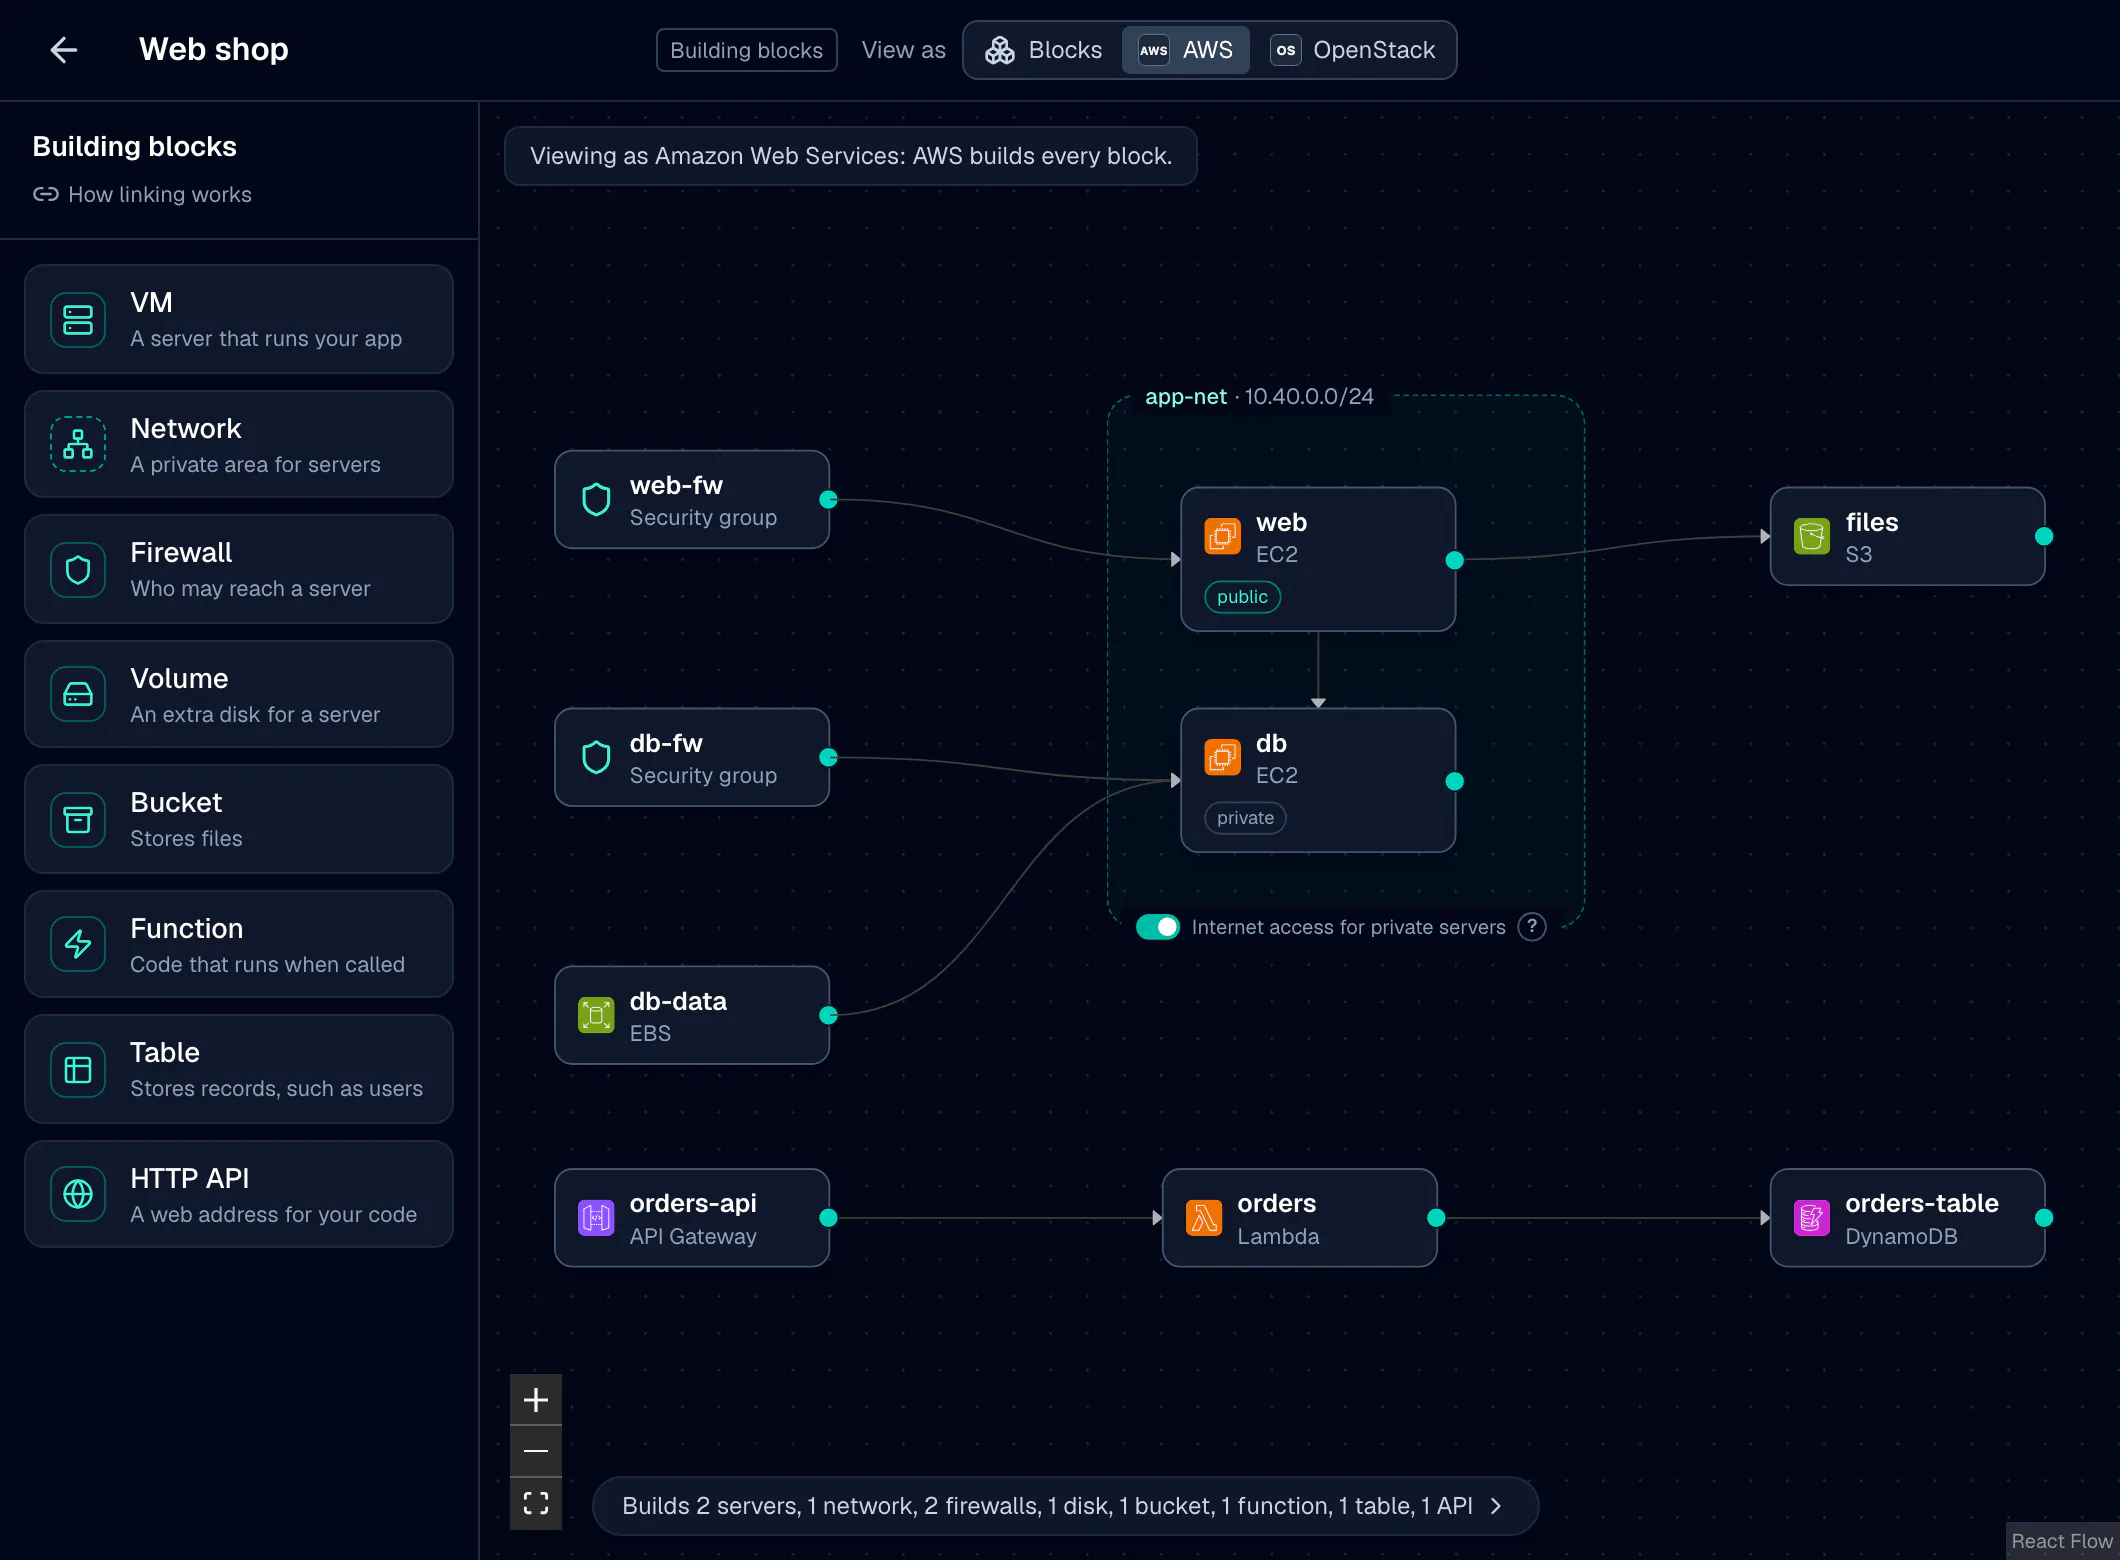 Web shop
Building blocks
View as
Blocks
AWS AWS
OS OpenStack
Building blocks
How linking works
VM
A server that runs your app
Network
A private area for servers
Firewall
Who may reach a server
Volume
An extra disk for a server
Bucket
Stores files
Function
Code that runs when called
Table
Stores records, such as users
HTTP API
A web address for your code
Viewing as Amazon Web Services: AWS builds every block.
app-net · 10.40.0.0/24
web-fw
Security group
web
EC2
public
files
S3
db-fw
Security group
db
EC2
private
Internet access for private servers ?
db-data
EBS
orders-api
API Gateway
orders
Lambda
orders-table
DynamoDB
Builds 2 servers, 1 network, 2 firewalls, 1 disk, 1 bucket, 1 function, 1 table, 1 API
React Flow